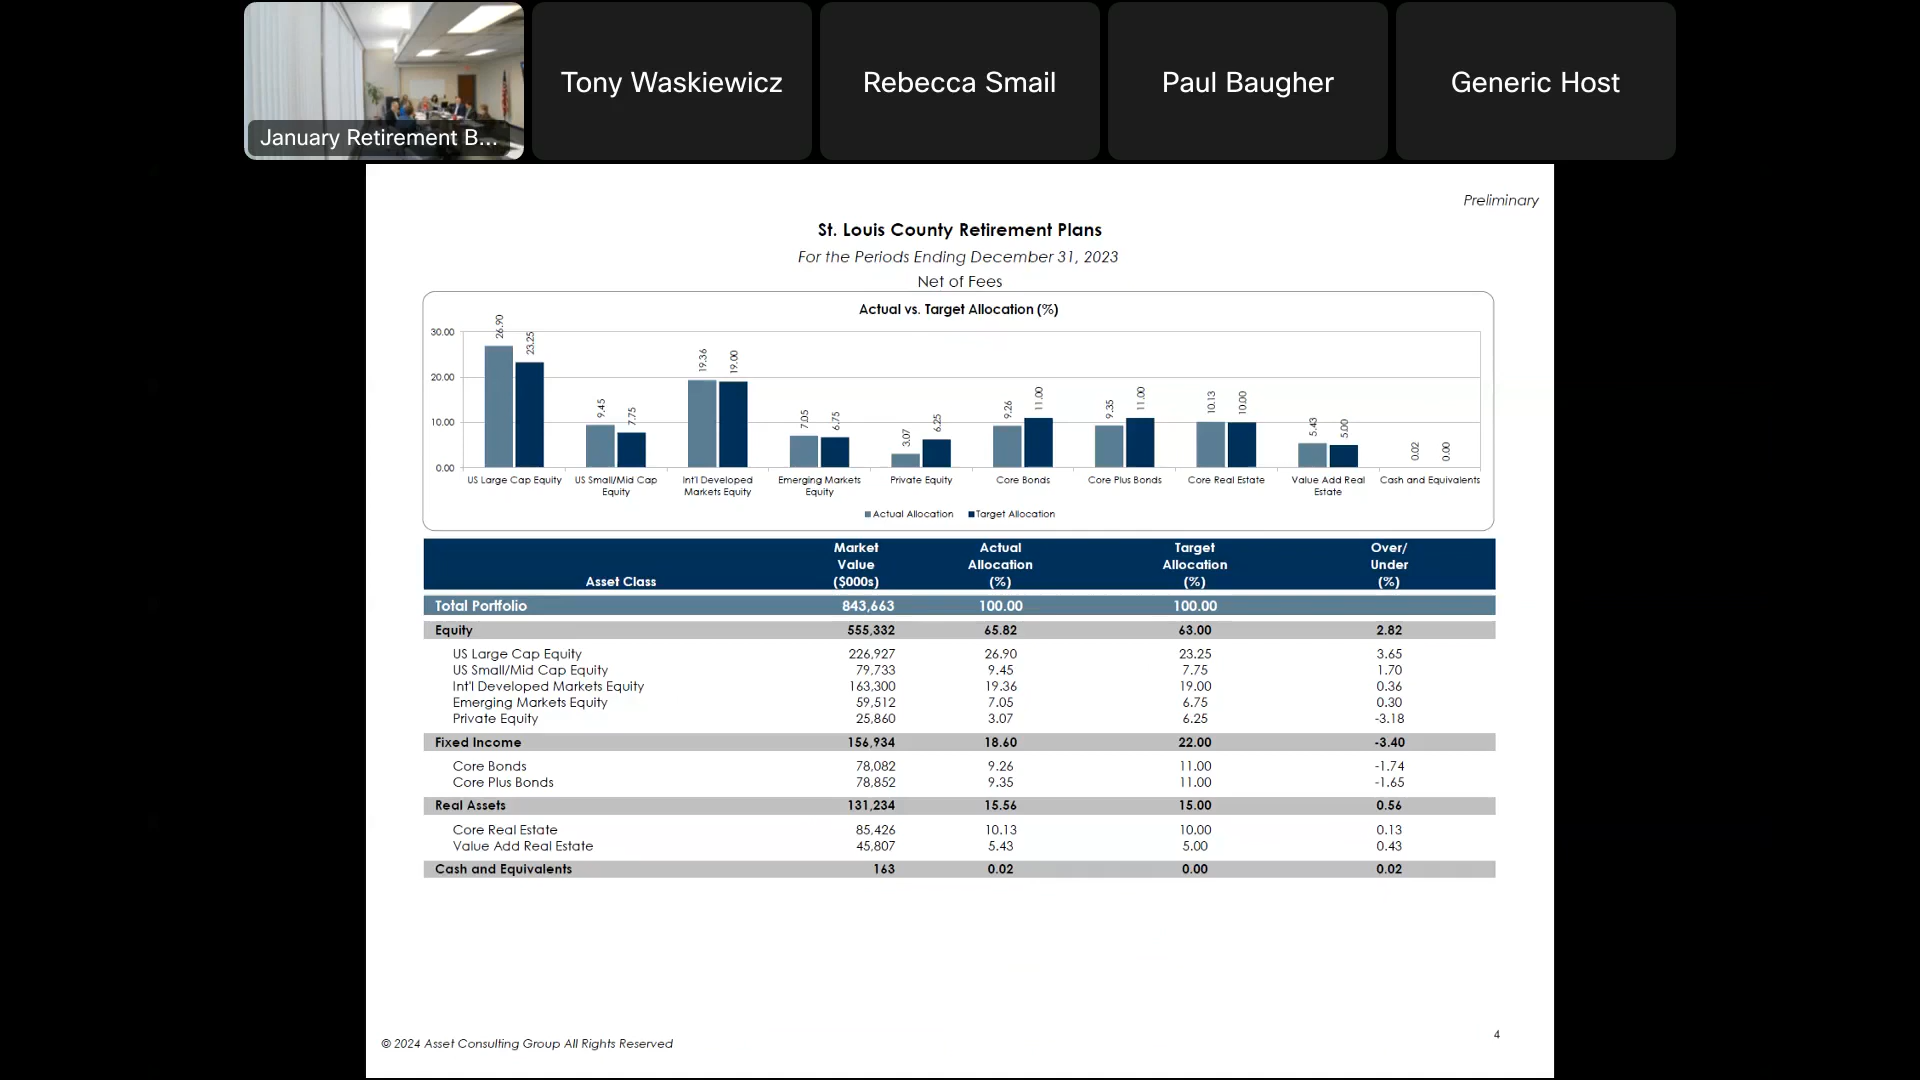 January Retirement B...
Tony Waskiewicz
Rebecca Smail
Paul Baugher
Generic Host
Preliminary
St. Louis County Retirement Plans
For the Periods Ending December 31, 2023
Net of Fees
Actual vs. Target Allocation (%)
30.00
20.00
10.00
0.00
26.90 23.25
9.45 7.75
19.36 19.00
7.05 6.75
3.07 6.25
9.26 11.00
9.35 11.00
10.13 10.00
5.43 5.00
0.02 0.00
US Large Cap Equity
US Small/Mid Cap
Equity
Int'l Developed
Markets Equity
Emerging Markets
Equity
Private Equity
Core Bonds
Core Plus Bonds
Core Real Estate
Value Add Real
Estate
Cash and Equivalents
Actual Allocation Target Allocation
Asset Class
Market
Value
($000s)
Actual
Allocation
(%)
Target
Allocation
(%)
Over/
Under
(%)
Total Portfolio 843,663 100.00 100.00
Equity 555,332 65.82 63.00 2.82
US Large Cap Equity 226,927 26.90 23.25 3.65
US Small/Mid Cap Equity 79,733 9.45 7.75 1.70
Int'l Developed Markets Equity 163,300 19.36 19.00 0.36
Emerging Markets Equity 59,512 7.05 6.75 0.30
Private Equity 25,860 3.07 6.25 -3.18
Fixed Income 156,934 18.60 22.00 -3.40
Core Bonds 78,082 9.26 11.00 -1.74
Core Plus Bonds 78,852 9.35 11.00 -1.65
Real Assets 131,234 15.56 15.00 0.56
Core Real Estate 85,426 10.13 10.00 0.13
Value Add Real Estate 45,807 5.43 5.00 0.43
Cash and Equivalents 163 0.02 0.00 0.02
© 2024 Asset Consulting Group All Rights Reserved
4